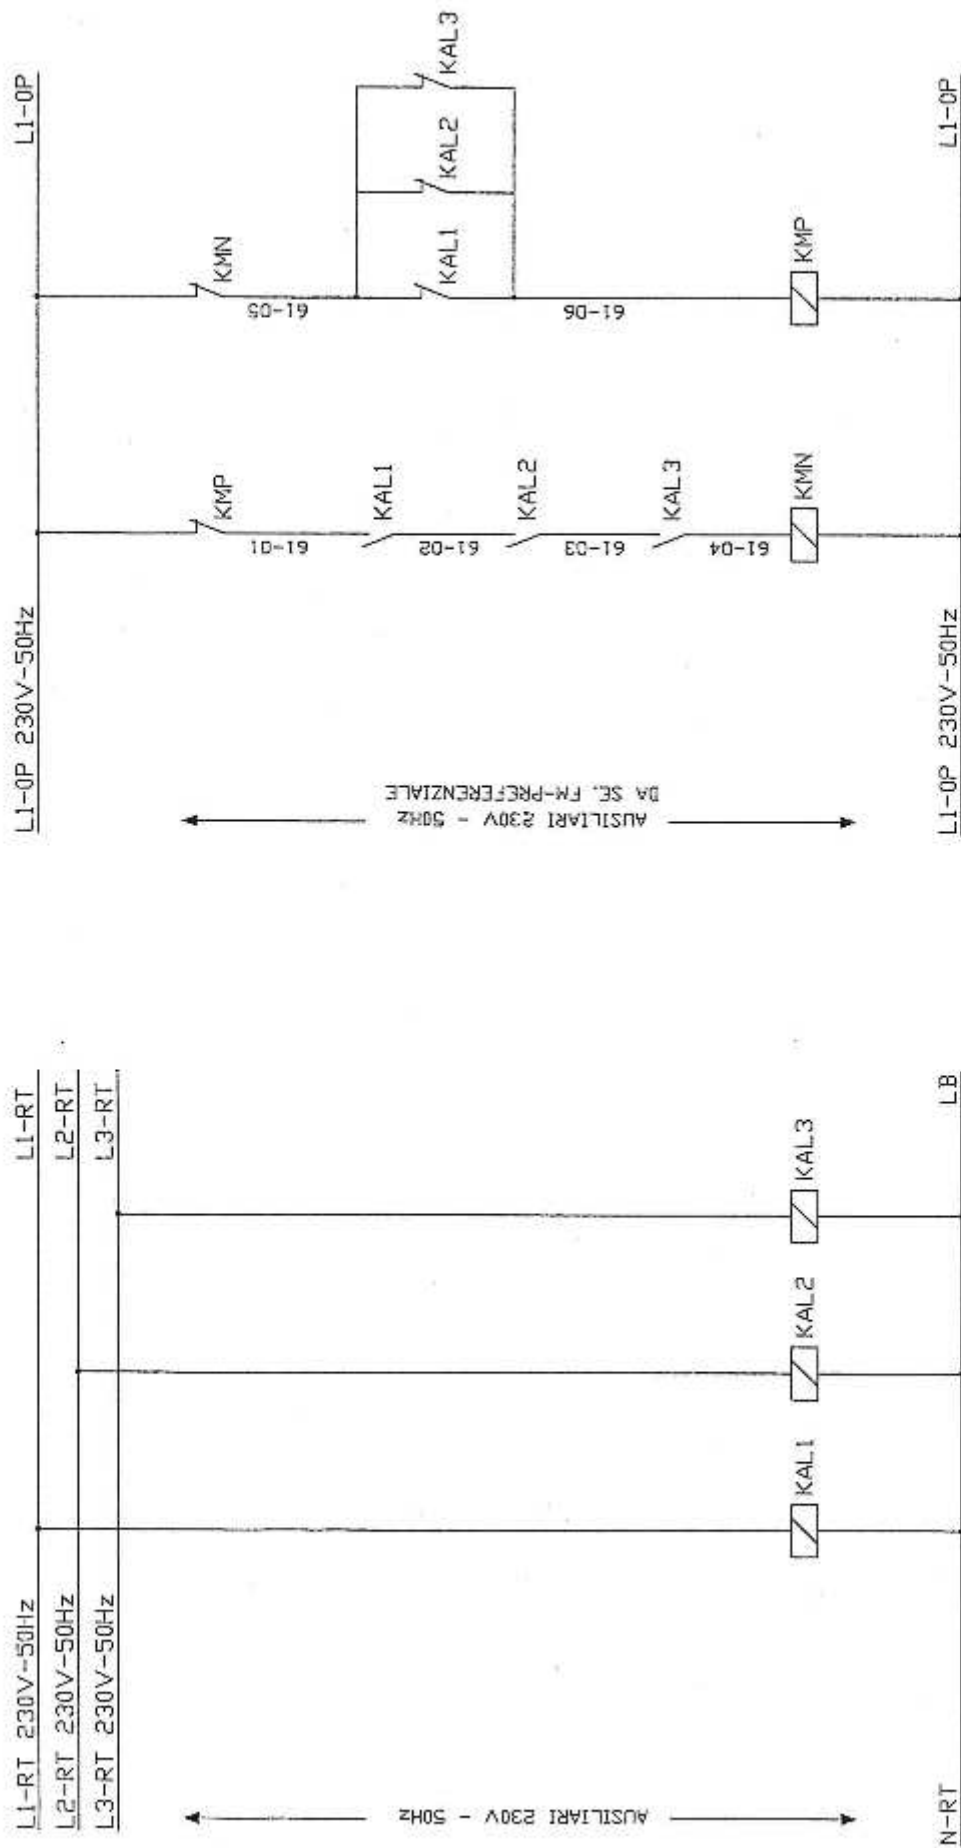 L1-RT 230V-50Hz
L1-RT
L2-RT 230V-50Hz
L2-RT
L3-RT 230V-50Hz
L3-RT
AUSILIARI 230V - 50Hz
KAL1
KAL2
KAL3
N-RT
LB
L1-0P 230V-50Hz
L1-0P
AUSILIARI 230V - 50Hz
DA SE. FM-PREFERENZIALE
KMP
61-01
KAL1
61-02
KAL2
61-03
KAL3
61-04
KMN
KMN
61-05
KAL1
KAL2
KAL3
61-06
KMP
L1-0P 230V-50Hz
L1-0P